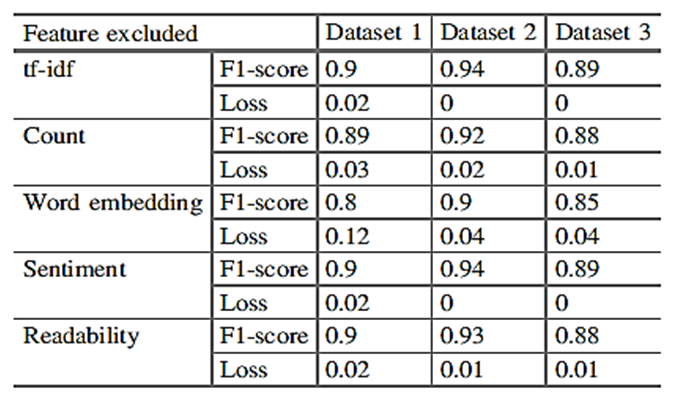 Feature excluded Dataset 1 Dataset 2 Dataset 3
tf-idf F1-score 0.9 0.94 0.89
Loss 0.02 0 0
Count F1-score 0.89 0.92 0.88
Loss 0.03 0.02 0.01
Word embedding F1-score 0.8 0.9 0.85
Loss 0.12 0.04 0.04
Sentiment F1-score 0.9 0.94 0.89
Loss 0.02 0 0
Readability F1-score 0.9 0.93 0.88
Loss 0.02 0.01 0.01